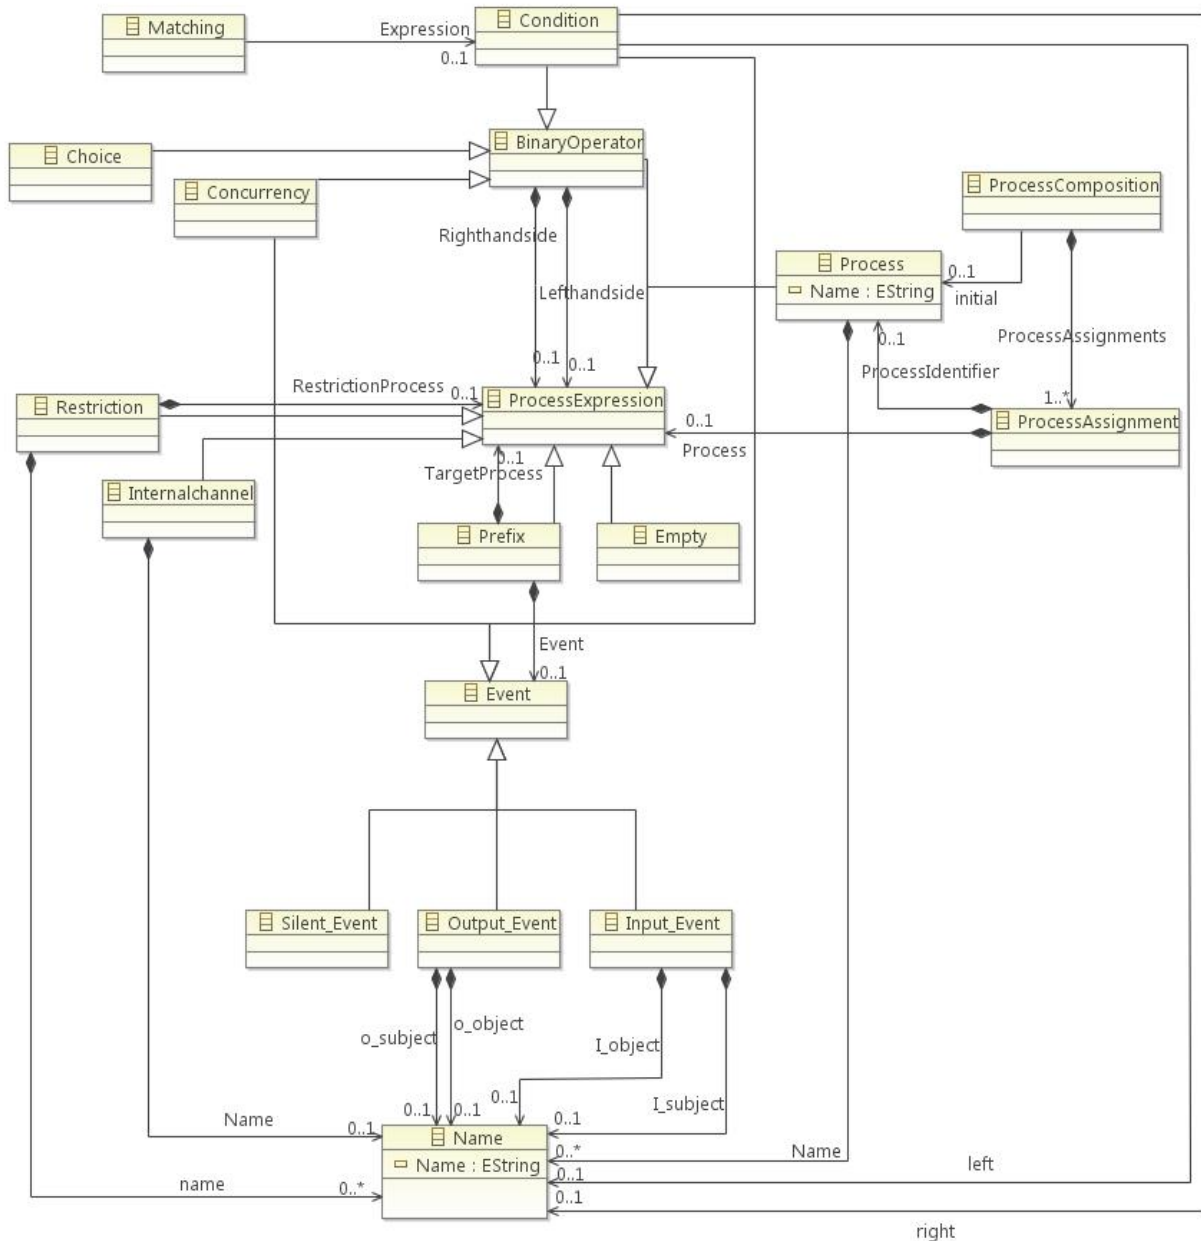 Condition
Matching
Expression
0..1
BinaryOperator
Choice
Concurrency
ProcessComposition
Righthandside
Process
0..1
Name : EString
Lefthandside
initial
ProcessAssignments
0..1
0..1
0..1
ProcessIdentifier
RestrictionProcess
0..1
ProcessExpression
1..*
Restriction
0..1
ProcessAssignment
Process
0..1
TargetProcess
Internalchannel
Prefix
Empty
Event
0..1
Event
Silent_Event
Output_Event
Input_Event
o_object
o_subject
I_object
0..1
I_subject
0..1
0..1
0..1
Name
0..1
Name
0..*
Name
Name : EString
left
0..1
name
0..*
0..1
right